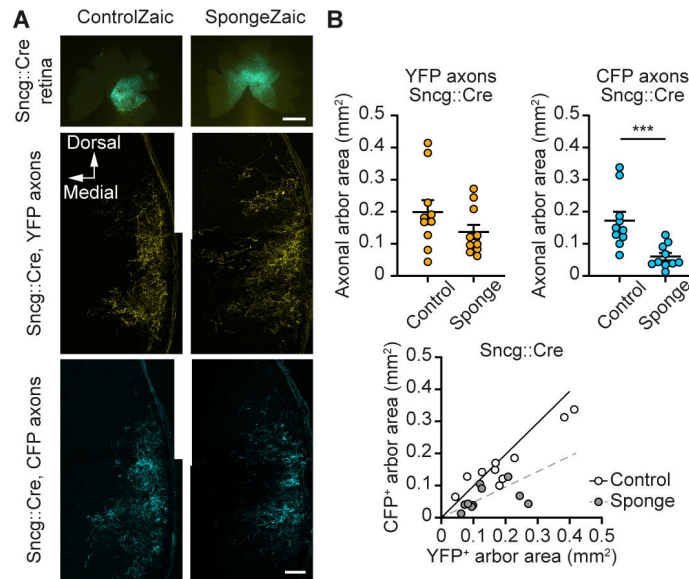 A
ControlZaic
SpongeZaic
Sncg::Cre
retina
Dorsal
Medial
Sncg::Cre, YFP axons
Sncg::Cre, CFP axons
B
YFP axons
Sncg::Cre
Axonal arbor area (mm²)
0.5
0.4
0.3
0.2
0.1
0
Control
Sponge
CFP axons
Sncg::Cre
Axonal arbor area (mm²)
0.5
0.4
0.3
0.2
0.1
0
***
Control
Sponge
Sncg::Cre
CFP⁺ arbor area (mm²)
0.5
0.4
0.3
0.2
0.1
0
Control
Sponge
0 0.1 0.2 0.3 0.4 0.5
YFP⁺ arbor area (mm²)